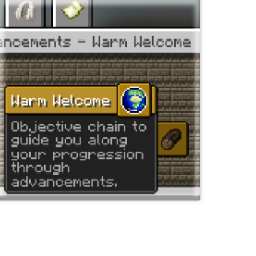 ancements - Warm Welcome
Warm Welcome
Objective chain to
guide you along
your progression
through
advancements.